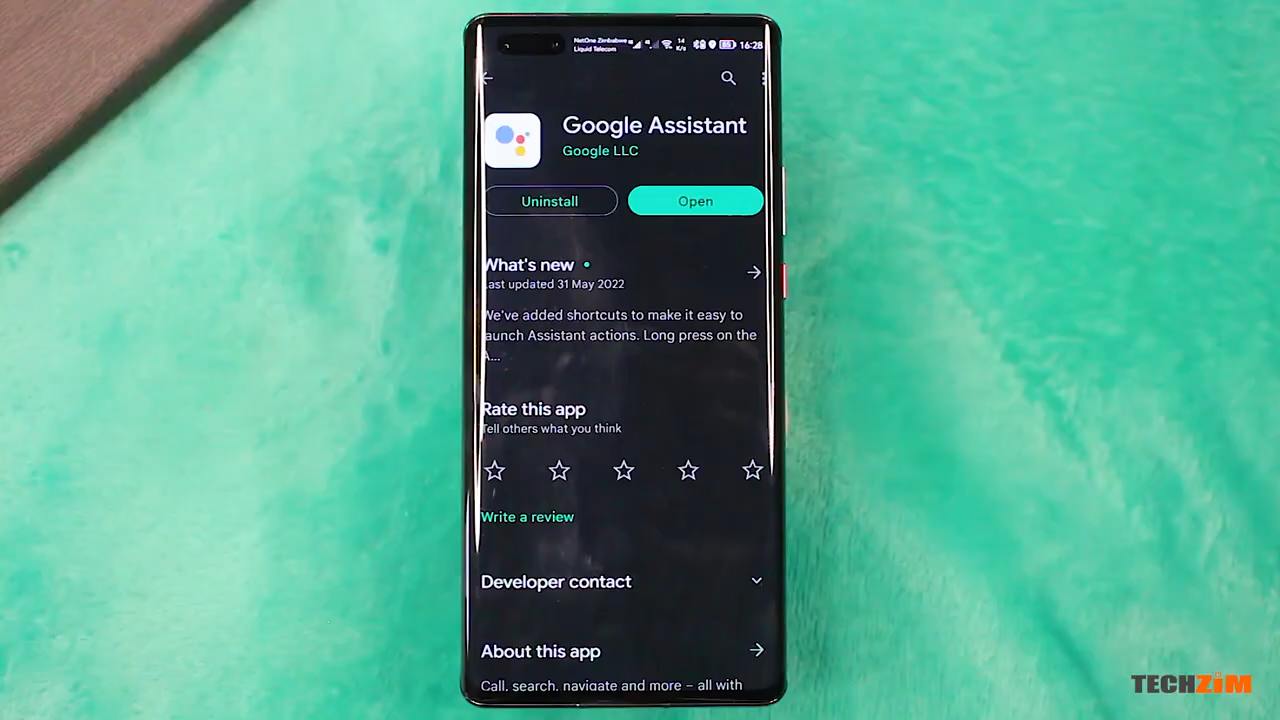 NetOne Zimbabwe
Liquid Telecom
14
K/s
85
16:28
Google Assistant
Google LLC
Uninstall
Open
What's new
Last updated 31 May 2022
We've added shortcuts to make it easy to
launch Assistant actions. Long press on the
A...
Rate this app
Tell others what you think
Write a review
Developer contact
About this app
Call, search, navigate and more – all with
TECHZiM